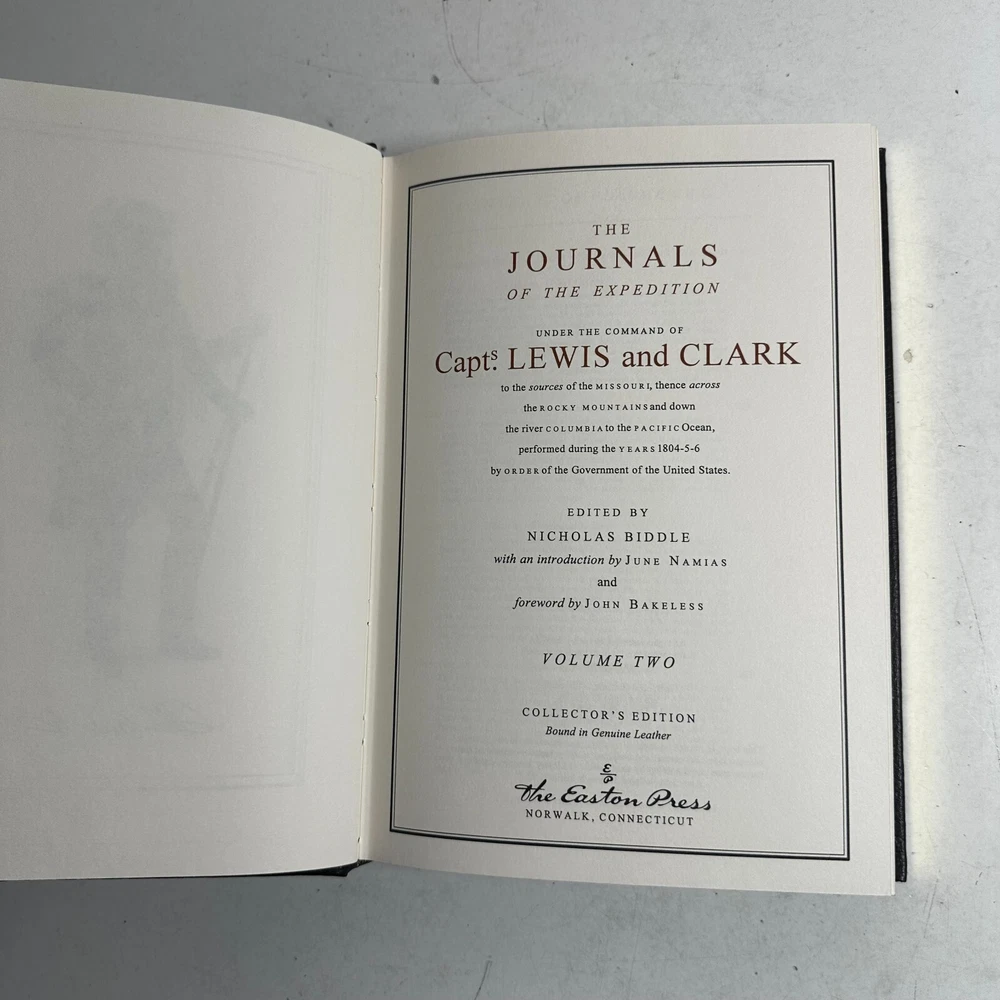 THE
JOURNALS
OF THE EXPEDITION
UNDER THE COMMAND OF
Capts. LEWIS and CLARK
to the sources of the MISSOURI, thence across
the ROCKY MOUNTAINS and down
the river COLUMBIA to the PACIFIC Ocean,
performed during the YEARS 1804-5-6
by ORDER of the Government of the United States.
EDITED BY
NICHOLAS BIDDLE
with an introduction by JUNE NAMIAS
and
foreword by JOHN BAKELESS
VOLUME TWO
COLLECTOR'S EDITION
Bound in Genuine Leather
E
P
The Easton Press
NORWALK, CONNECTICUT